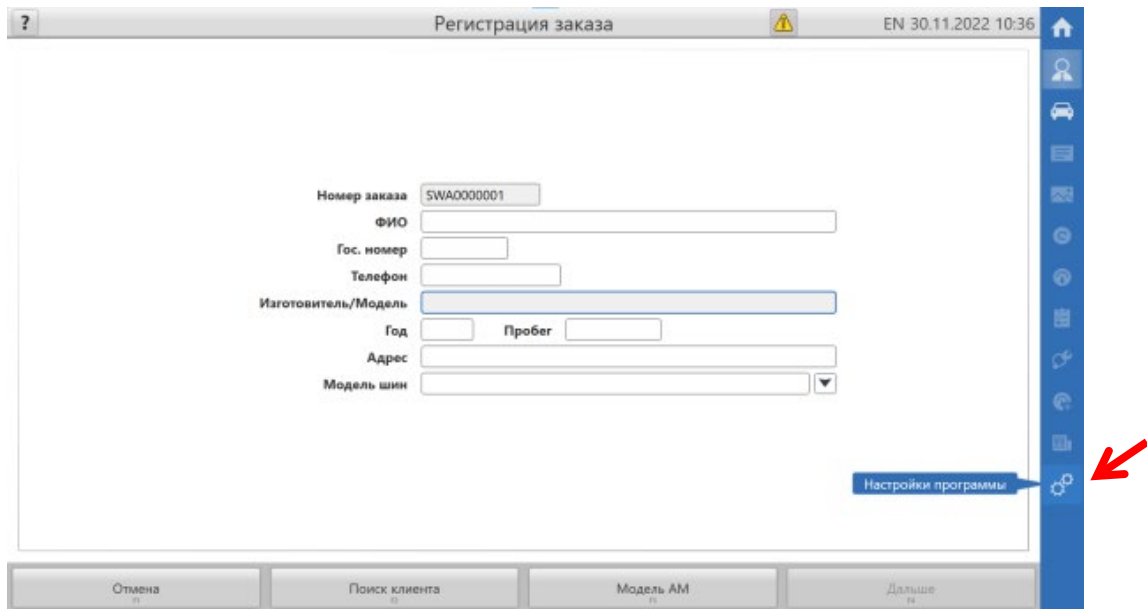 ? Регистрация заказа EN 30.11.2022 10:36
Номер заказа SWA0000001
ФИО
Гос. номер
Телефон
Изготовитель/Модель
Год Пробег
Адрес
Модель шин
Настройки программы
Отмена Поиск клиента Модель АМ Дальше